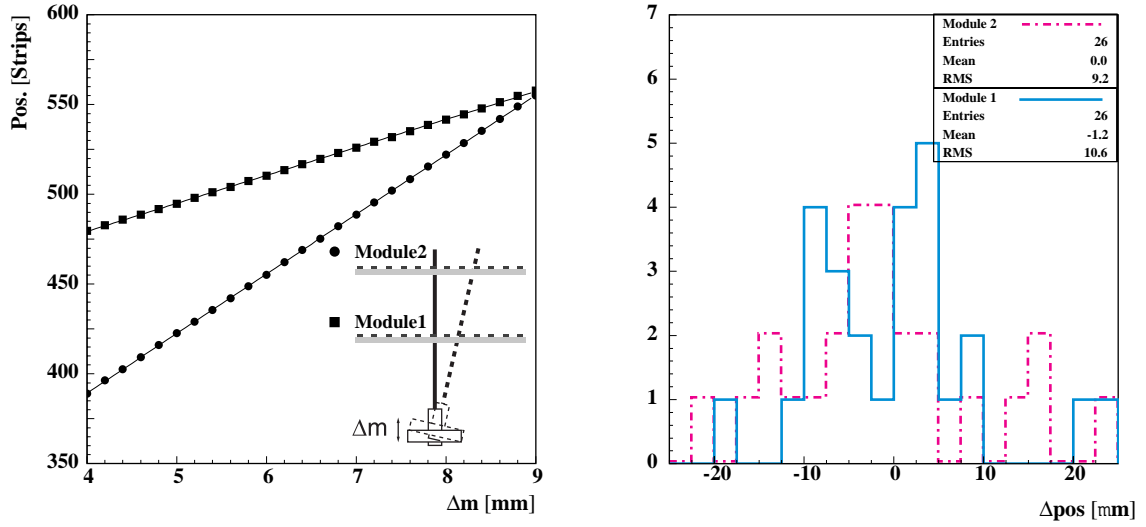 600
550
500
450
400
350
Pos. [Strips]
4
5
6
7
8
9
Δm [mm]
Module2
Module1
Δm
7
6
5
4
3
2
1
0
-20
-10
0
10
20
Δpos [mm]
Module 2
Entries 26
Mean 0.0
RMS 9.2
Module 1
Entries 26
Mean -1.2
RMS 10.6